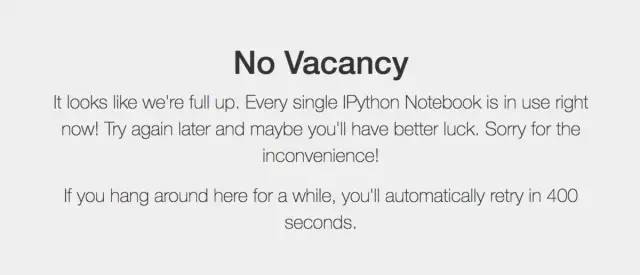 No Vacancy
It looks like we're full up. Every single IPython Notebook is in use right
now! Try again later and maybe you'll have better luck. Sorry for the
inconvenience!
If you hang around here for a while, you'll automatically retry in 400
seconds.